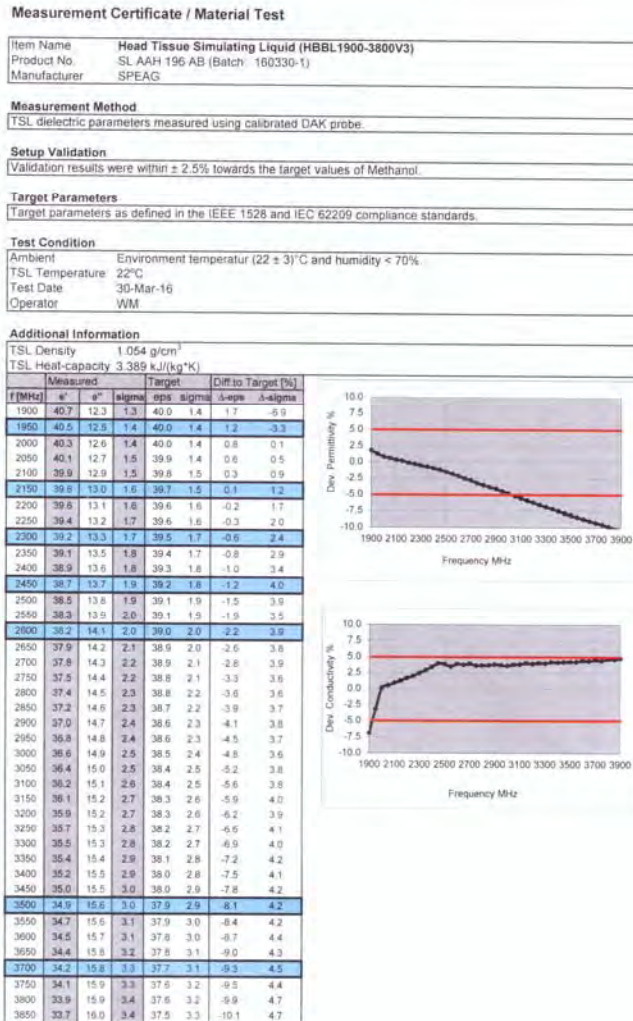 Measurement Certificate / Material Test
Item Name Head Tissue Simulating Liquid (HBBL1900-3800V3)
Product No. SL AAH 196 AB (Batch: 160330-1)
Manufacturer SPEAG
Measurement Method
TSL dielectric parameters measured using calibrated DAK probe.
Setup Validation
Validation results were within ± 2.5% towards the target values of Methanol.
Target Parameters
Target parameters as defined in the IEEE 1528 and IEC 62209 compliance standards.
Test Condition
Ambient Environment temperatur (22 ± 3)°C and humidity < 70%.
TSL Temperature 22°C
Test Date 30-Mar-16
Operator WM
Additional Information
TSL Density 1.054 g/cm³
TSL Heat-capacity 3.389 kJ/(kg*K)
Measured Target Diff.to Target [%]
f [MHz] e' e" sigma eps sigma Δ-eps Δ-sigma
1900 40.7 12.3 1.3 40.0 1.4 1.7 -6.9
1950 40.5 12.5 1.4 40.0 1.4 1.2 -3.3
2000 40.3 12.6 1.4 40.0 1.4 0.8 0.1
2050 40.1 12.7 1.5 39.9 1.4 0.6 0.5
2100 39.9 12.9 1.5 39.8 1.5 0.3 0.9
2150 39.8 13.0 1.6 39.7 1.5 0.1 1.2
2200 39.6 13.1 1.6 39.6 1.6 -0.2 1.7
2250 39.4 13.2 1.7 39.6 1.6 -0.3 2.0
2300 39.2 13.3 1.7 39.5 1.7 -0.6 2.4
2350 39.1 13.5 1.8 39.4 1.7 -0.8 2.9
2400 38.9 13.6 1.8 39.3 1.8 -1.0 3.4
2450 38.7 13.7 1.9 39.2 1.8 -1.2 4.0
2500 38.5 13.8 1.9 39.1 1.9 -1.5 3.9
2550 38.3 13.9 2.0 39.1 1.9 -1.9 3.5
2600 38.2 14.1 2.0 39.0 2.0 -2.2 3.9
2650 37.9 14.2 2.1 38.9 2.0 -2.6 3.8
2700 37.8 14.3 2.2 38.9 2.1 -2.8 3.9
2750 37.5 14.4 2.2 38.8 2.1 -3.3 3.6
2800 37.4 14.5 2.3 38.8 2.2 -3.6 3.6
2850 37.2 14.6 2.3 38.7 2.2 -3.9 3.7
2900 37.0 14.7 2.4 38.6 2.3 -4.1 3.8
2950 36.8 14.8 2.4 38.6 2.3 -4.5 3.7
3000 36.6 14.9 2.5 38.5 2.4 -4.8 3.6
3050 36.4 15.0 2.5 38.4 2.5 -5.2 3.8
3100 36.2 15.1 2.6 38.4 2.5 -5.6 3.8
3150 36.1 15.2 2.7 38.3 2.6 -5.9 4.0
3200 35.9 15.2 2.7 38.3 2.6 -6.2 3.9
3250 35.7 15.3 2.8 38.2 2.7 -6.6 4.1
3300 35.5 15.3 2.8 38.2 2.7 -6.9 4.0
3350 35.4 15.4 2.9 38.1 2.8 -7.2 4.2
3400 35.2 15.5 2.9 38.0 2.8 -7.5 4.1
3450 35.0 15.5 3.0 38.0 2.9 -7.8 4.2
3500 34.9 15.6 3.0 37.9 2.9 -8.1 4.2
3550 34.7 15.6 3.1 37.9 3.0 -8.4 4.2
3600 34.5 15.7 3.1 37.8 3.0 -8.7 4.4
3650 34.4 15.8 3.2 37.8 3.1 -9.0 4.3
3700 34.2 15.8 3.3 37.7 3.1 -9.3 4.5
3750 34.1 15.9 3.3 37.6 3.2 -9.5 4.4
3800 33.9 15.9 3.4 37.6 3.2 -9.9 4.7
3850 33.7 16.0 3.4 37.5 3.3 -10.1 4.7
Dev. Permittivity %
10.0
7.5
5.0
2.5
0.0
-2.5
-5.0
-7.5
-10.0
1900 2100 2300 2500 2700 2900 3100 3300 3500 3700 3900
Frequency MHz
Dev. Conductivity %
10.0
7.5
5.0
2.5
0.0
-2.5
-5.0
-7.5
-10.0
1900 2100 2300 2500 2700 2900 3100 3300 3500 3700 3900
Frequency MHz